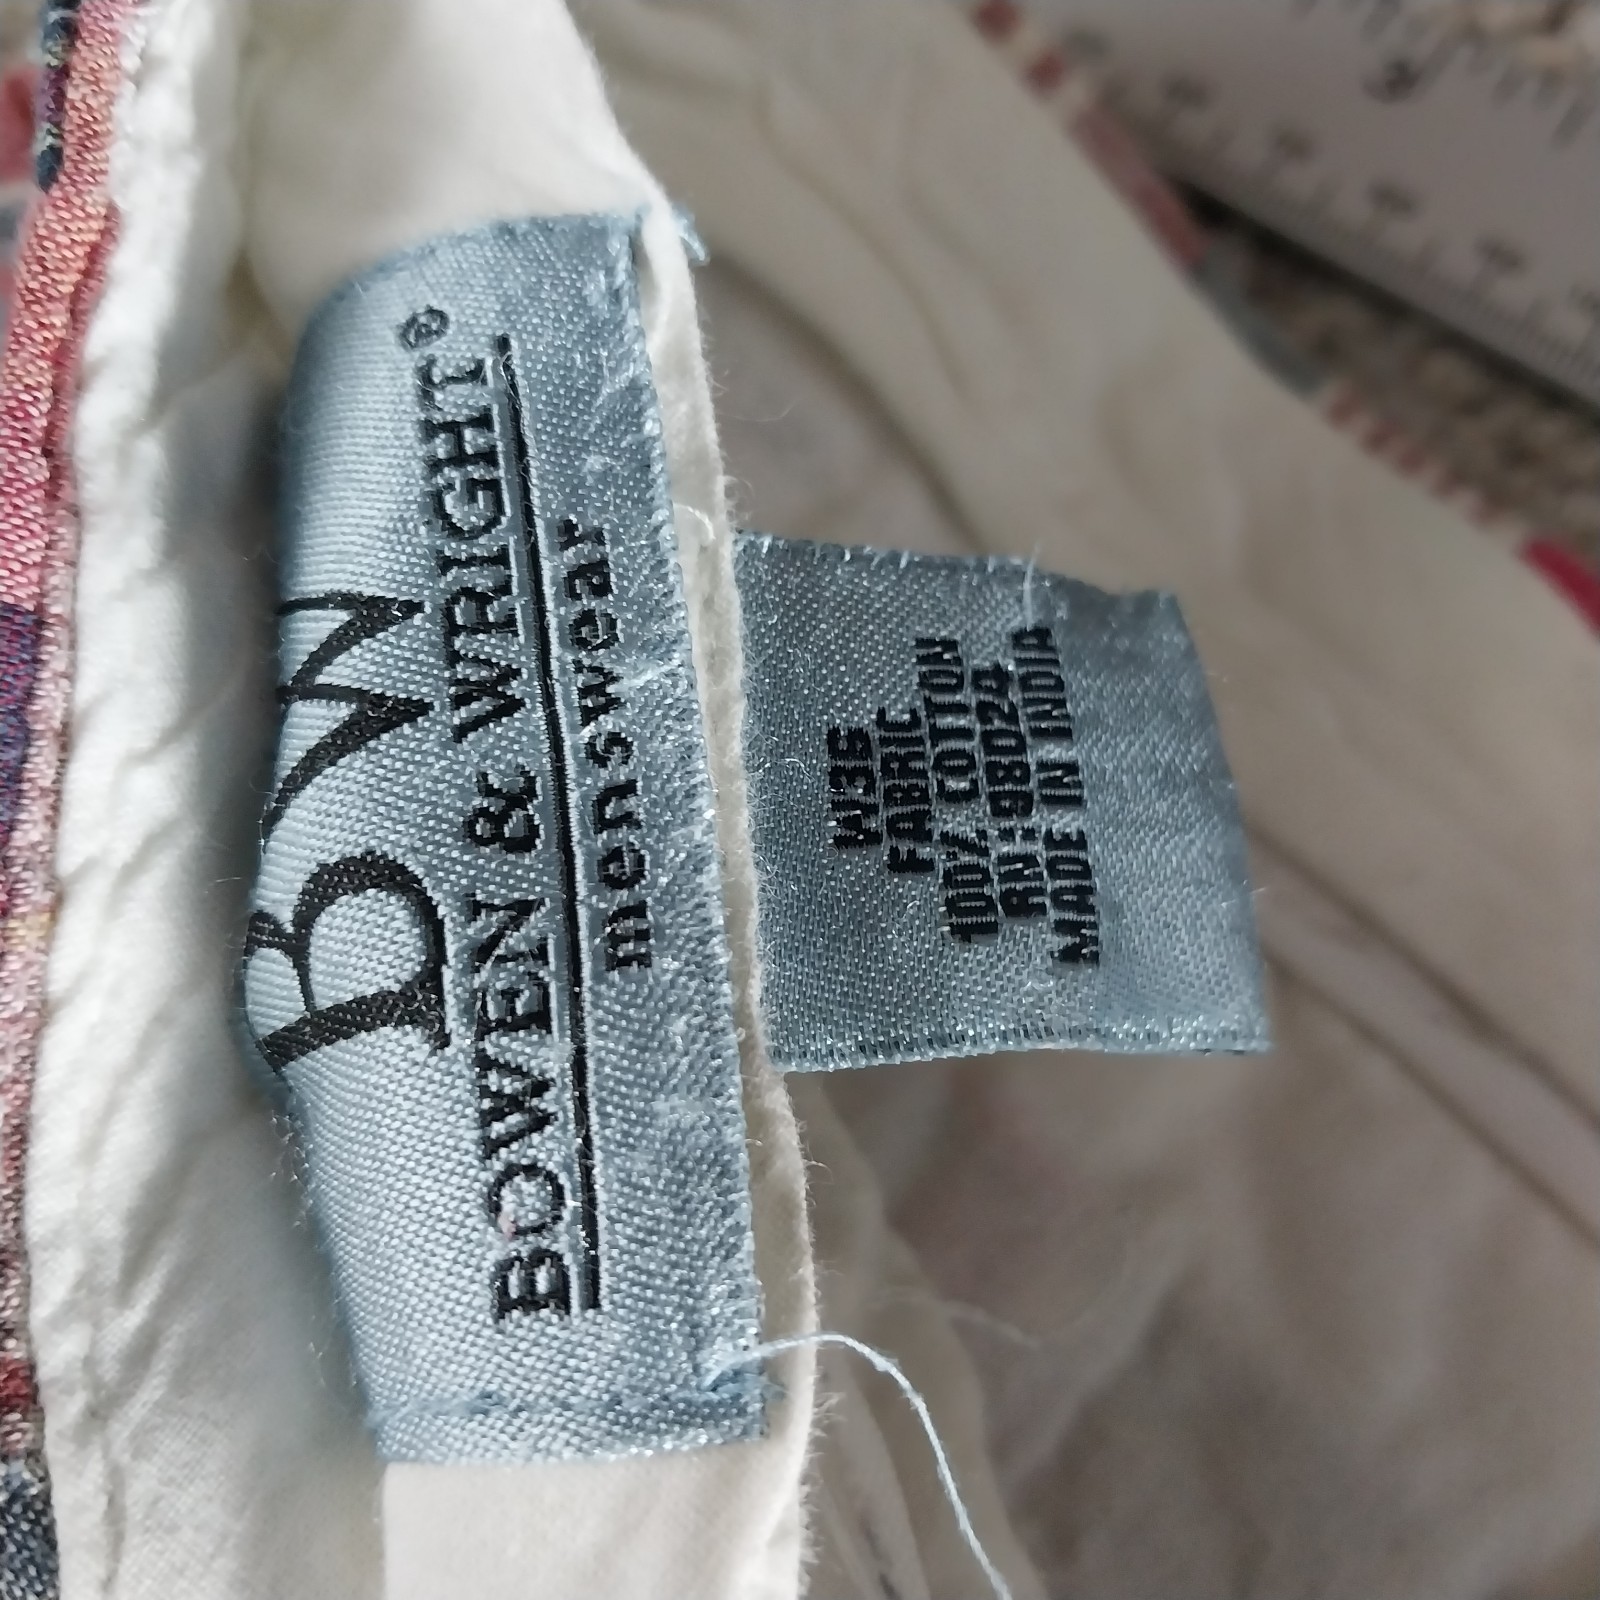 BW
BOWEN & WRIGHT®
menswear
W36
FABRIC
100% COTTON
RN:98024
MADE IN INDIA